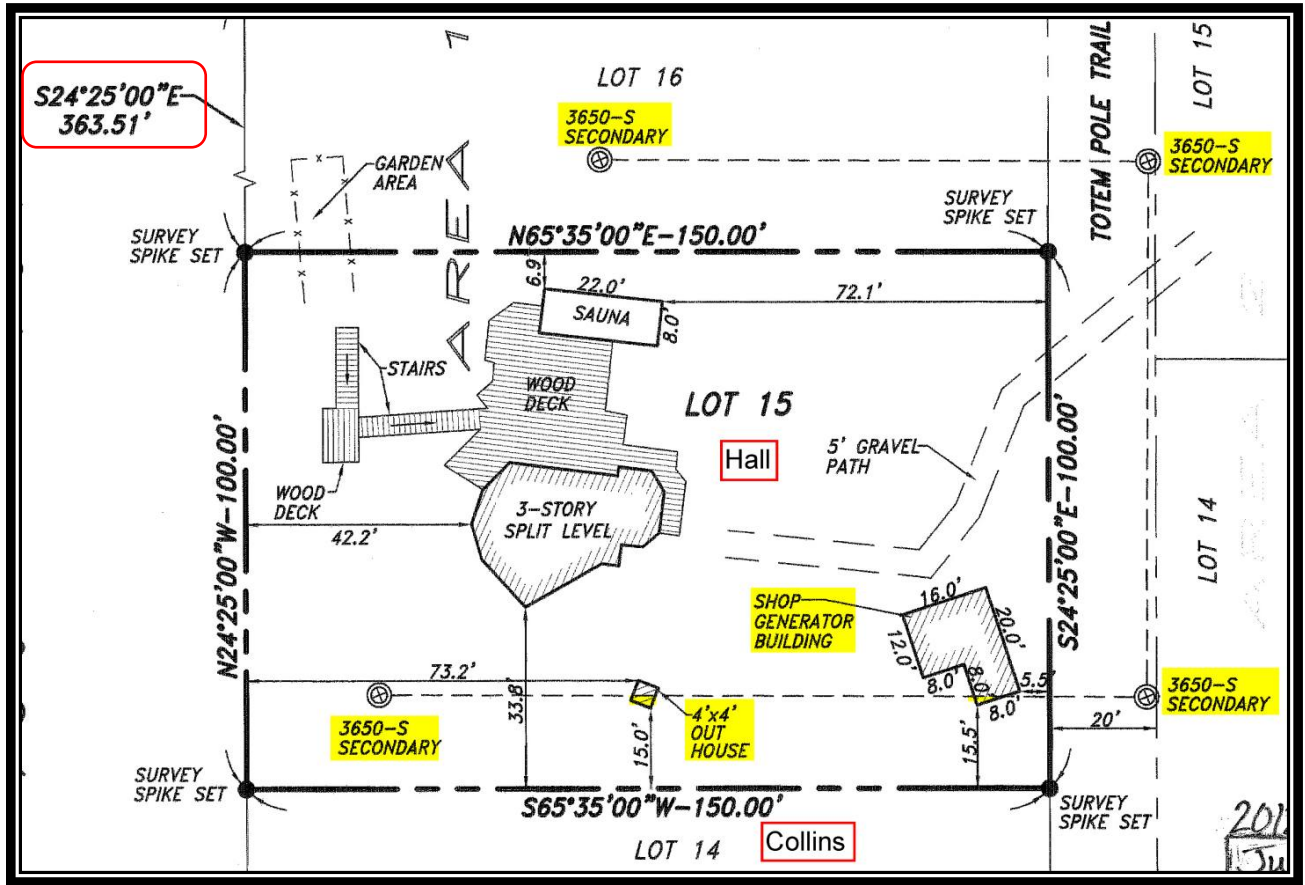 S24°25'00"E
363.51'
LOT 16
3650-S
SECONDARY
GARDEN
AREA
AREA 7
TOTEM POLE TRAIL
LOT 15
3650-S
SECONDARY
SURVEY
SPIKE SET
N65°35'00"E-150.00'
SURVEY
SPIKE SET
6.9'
22.0'
SAUNA
8.0'
72.1'
STAIRS
WOOD
DECK
LOT 15
Hall
5' GRAVEL
PATH
WOOD
DECK
42.2'
3-STORY
SPLIT LEVEL
N24°25'00"W-100.00'
S24°25'00"E-100.00'
LOT 14
SHOP
GENERATOR
BUILDING
16.0'
20.0'
12.0'
8.0'
8.0'
8.0'
5.5'
73.2'
33.8'
3650-S
SECONDARY
4'x4'
OUT
HOUSE
15.0'
15.5'
3650-S
SECONDARY
20'
SURVEY
SPIKE SET
S65°35'00"W-150.00'
SURVEY
SPIKE SET
LOT 14
Collins